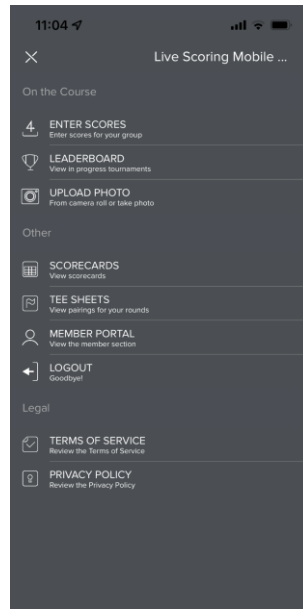 11:04
Live Scoring Mobile ...
On the Course
4 ENTER SCORES
Enter scores for your group
LEADERBOARD
View in progress tournaments
UPLOAD PHOTO
From camera roll or take photo
Other
SCORECARDS
View scorecards
TEE SHEETS
View pairings for your rounds
MEMBER PORTAL
View the member section
LOGOUT
Goodbye!
Legal
TERMS OF SERVICE
Review the Terms of Service
PRIVACY POLICY
Review the Privacy Policy